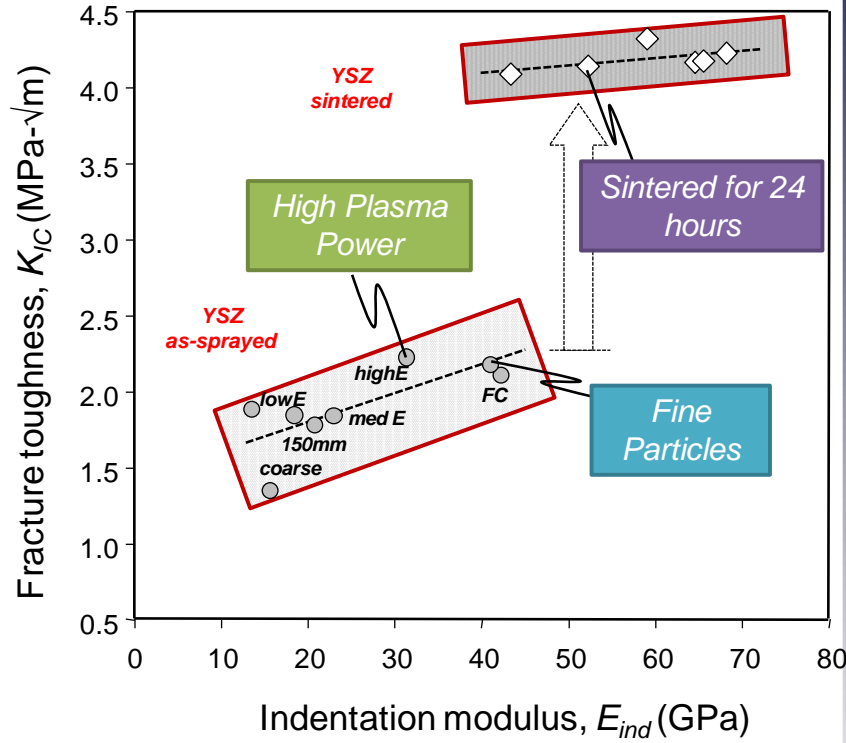 Fracture toughness, K_IC (MPa-√m)
4.5
4.0
3.5
3.0
2.5
2.0
1.5
1.0
0.5
YSZ
sintered
Sintered for 24
hours
High Plasma
Power
YSZ
as-sprayed
highE
lowE
med E
FC
150mm
coarse
Fine
Particles
0 10 20 30 40 50 60 70 80
Indentation modulus, E_ind (GPa)